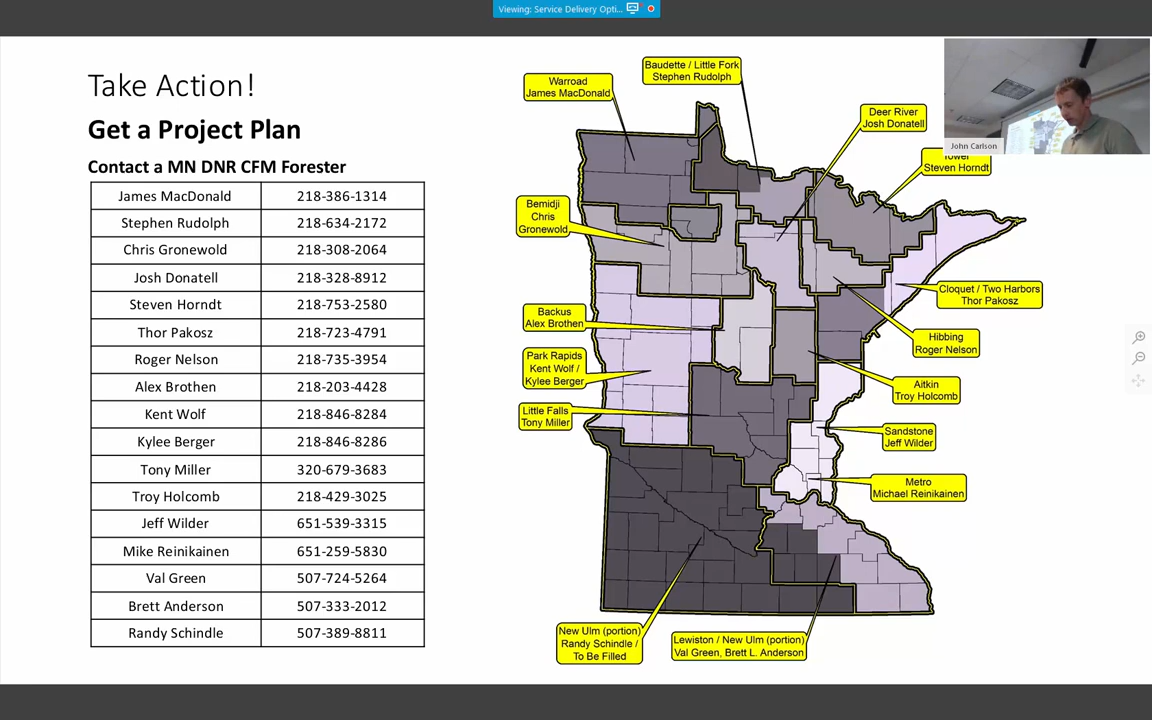 Viewing: Service Delivery Opti...
Take Action!
Get a Project Plan
Contact a MN DNR CFM Forester
James MacDonald 218-386-1314
Stephen Rudolph 218-634-2172
Chris Gronewold 218-308-2064
Josh Donatell 218-328-8912
Steven Horndt 218-753-2580
Thor Pakosz 218-723-4791
Roger Nelson 218-735-3954
Alex Brothen 218-203-4428
Kent Wolf 218-846-8284
Kylee Berger 218-846-8286
Tony Miller 320-679-3683
Troy Holcomb 218-429-3025
Jeff Wilder 651-539-3315
Mike Reinikainen 651-259-5830
Val Green 507-724-5264
Brett Anderson 507-333-2012
Randy Schindle 507-389-8811
Warroad
James MacDonald
Baudette / Little Fork
Stephen Rudolph
Deer River
Josh Donatell
John Carlson
Tower
Steven Horndt
Bemidji
Chris
Gronewold
Cloquet / Two Harbors
Thor Pakosz
Backus
Alex Brothen
Hibbing
Roger Nelson
Park Rapids
Kent Wolf /
Kylee Berger
Aitkin
Troy Holcomb
Little Falls
Tony Miller
Sandstone
Jeff Wilder
Metro
Michael Reinikainen
New Ulm (portion)
Randy Schindle /
To Be Filled
Lewiston / New Ulm (portion)
Val Green, Brett L. Anderson